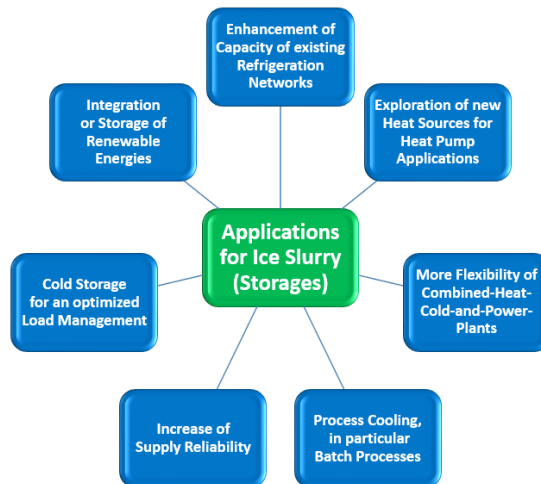 Enhancement of
Capacity of existing
Refrigeration
Networks
Integration
or Storage of
Renewable
Energies
Exploration of new
Heat Sources for
Heat Pump
Applications
Applications
for Ice Slurry
(Storages)
Cold Storage
for an optimized
Load Management
More Flexibility of
Combined-Heat-
Cold-and-Power-
Plants
Increase of
Supply Reliability
Process Cooling,
in particular
Batch Processes